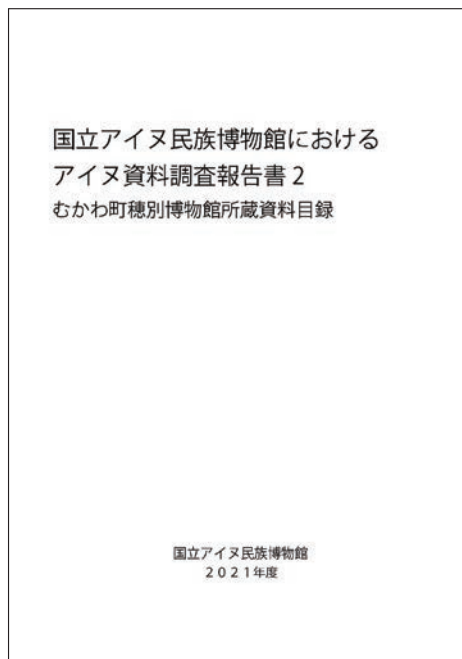 国立アイヌ民族博物館における
アイヌ資料調査報告書 2
むかわ町穂別博物館所蔵資料目録
国立アイヌ民族博物館
2021年度